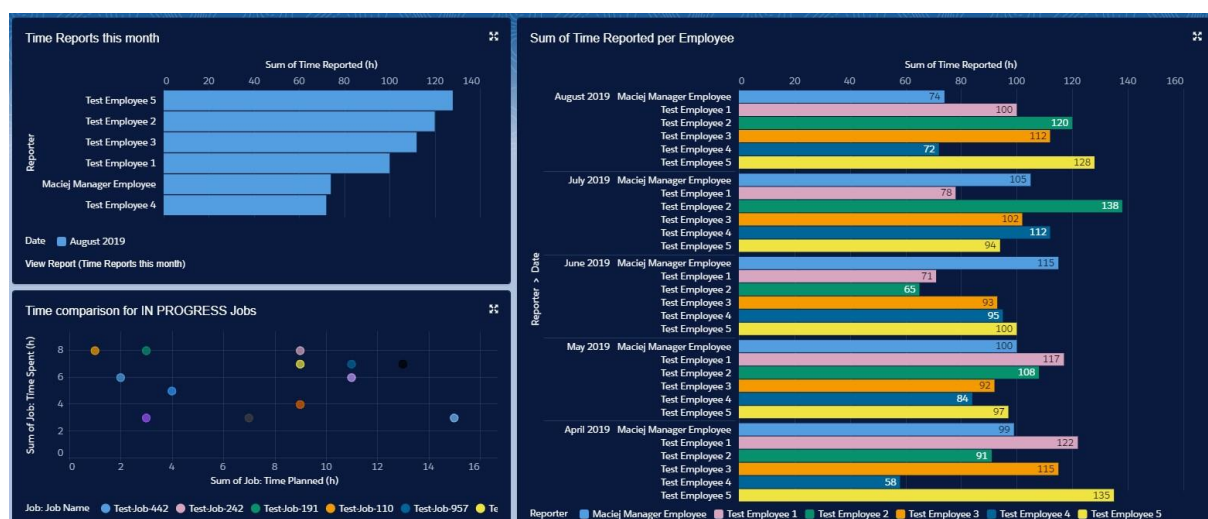 Time Reports this month
Sum of Time Reported (h)
0 20 40 60 80 100 120 140
Reporter
Test Employee 5
Test Employee 2
Test Employee 3
Test Employee 1
Maciej Manager Employee
Test Employee 4
Date August 2019
View Report (Time Reports this month)
Time comparison for IN PROGRESS Jobs
Sum of Job: Time Spent (h)
8
6
4
2
0
0 2 4 6 8 10 12 14 16
Sum of Job: Time Planned (h)
Job: Job Name Test-Job-442 Test-Job-242 Test-Job-191 Test-Job-110 Test-Job-957 Te
Sum of Time Reported per Employee
Sum of Time Reported (h)
0 20 40 60 80 100 120 140 160
Reporter > Date
August 2019 Maciej Manager Employee 74
Test Employee 1 100
Test Employee 2 120
Test Employee 3 112
Test Employee 4 72
Test Employee 5 128
July 2019 Maciej Manager Employee 105
Test Employee 1 78
Test Employee 2 138
Test Employee 3 102
Test Employee 4 112
Test Employee 5 94
June 2019 Maciej Manager Employee 115
Test Employee 1 71
Test Employee 2 65
Test Employee 3 93
Test Employee 4 95
Test Employee 5 100
May 2019 Maciej Manager Employee 100
Test Employee 1 117
Test Employee 2 108
Test Employee 3 92
Test Employee 4 84
Test Employee 5 97
April 2019 Maciej Manager Employee 99
Test Employee 1 122
Test Employee 2 91
Test Employee 3 115
Test Employee 4 58
Test Employee 5 135
Reporter Maciej Manager Employee Test Employee 1 Test Employee 2 Test Employee 3 Test Employee 4 Test Employee 5